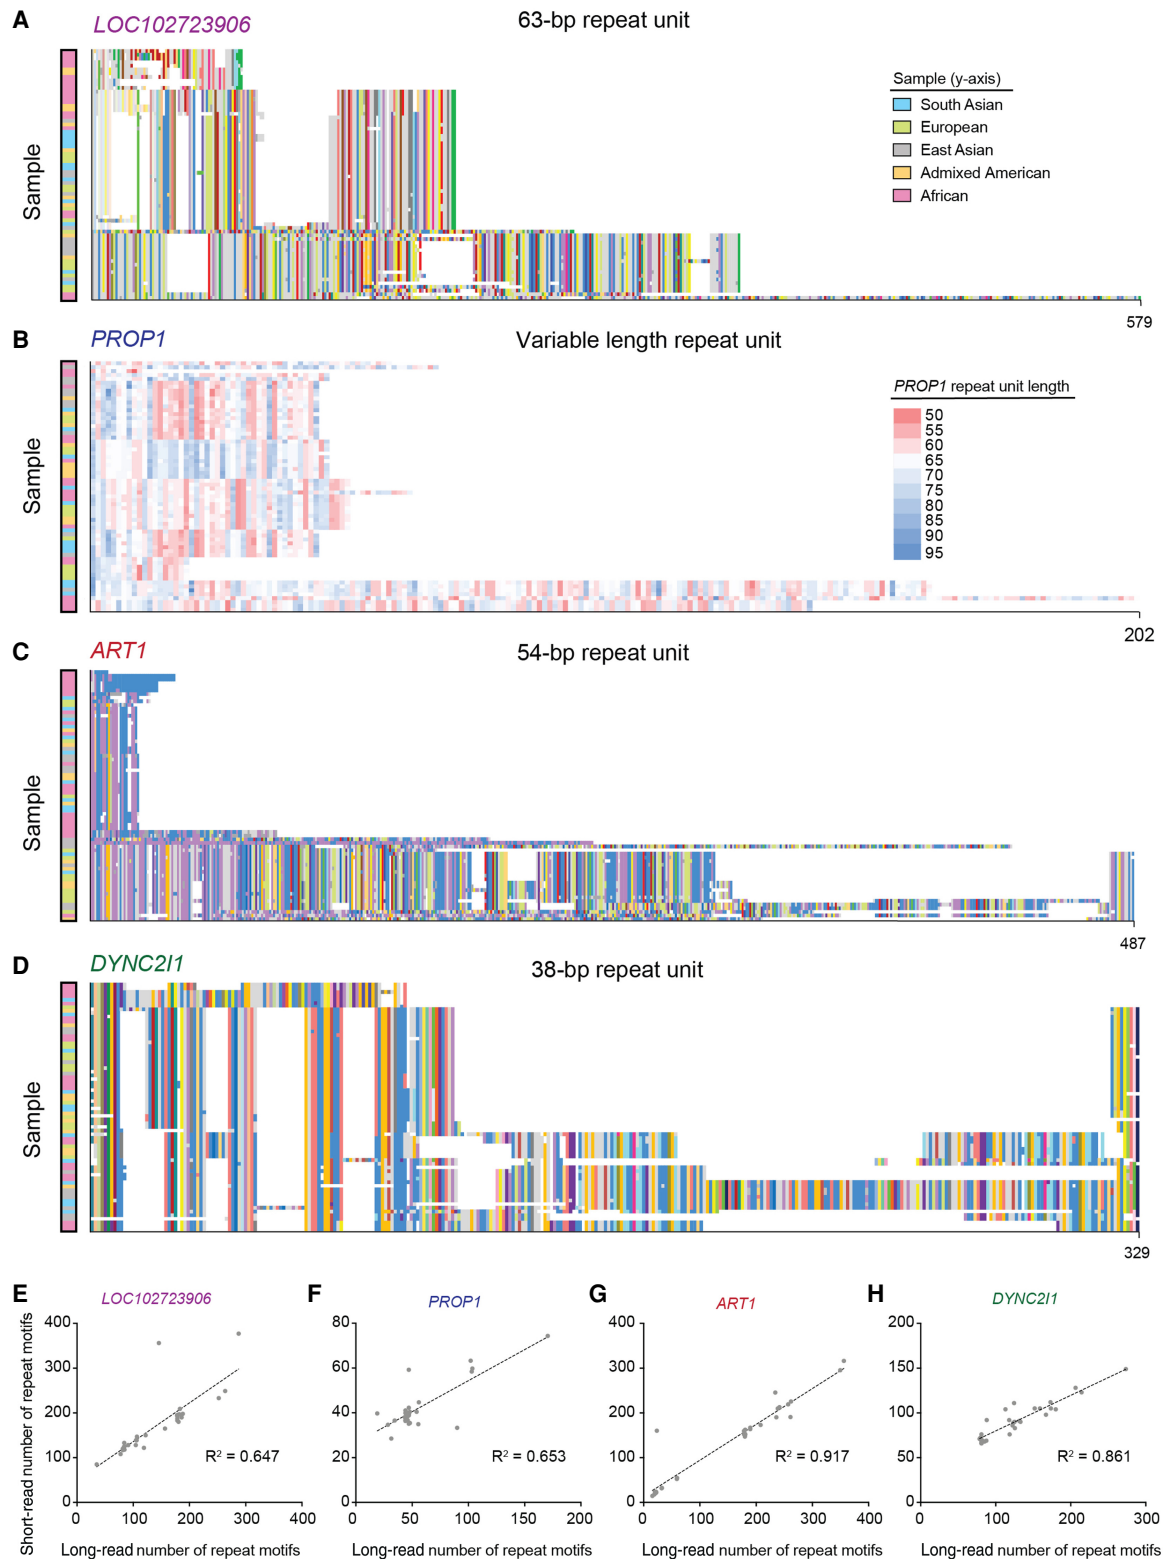 A
LOC102723906
63-bp repeat unit
Sample
Sample (y-axis)
South Asian
European
East Asian
Admixed American
African
579
B
PROP1
Variable length repeat unit
Sample
PROP1 repeat unit length
50
55
60
65
70
75
80
85
90
95
202
C
ART1
54-bp repeat unit
Sample
487
D
DYNC2I1
38-bp repeat unit
Sample
329
E
LOC102723906
Short-read number of repeat motifs
400
300
200
100
0
R² = 0.647
0 100 200 300 400
Long-read number of repeat motifs
F
PROP1
80
60
40
20
0
R² = 0.653
0 50 100 150 200
Long-read number of repeat motifs
G
ART1
400
300
200
100
0
R² = 0.917
0 100 200 300 400
Long-read number of repeat motifs
H
DYNC2I1
200
150
100
50
0
R² = 0.861
0 100 200 300
Long-read number of repeat motifs